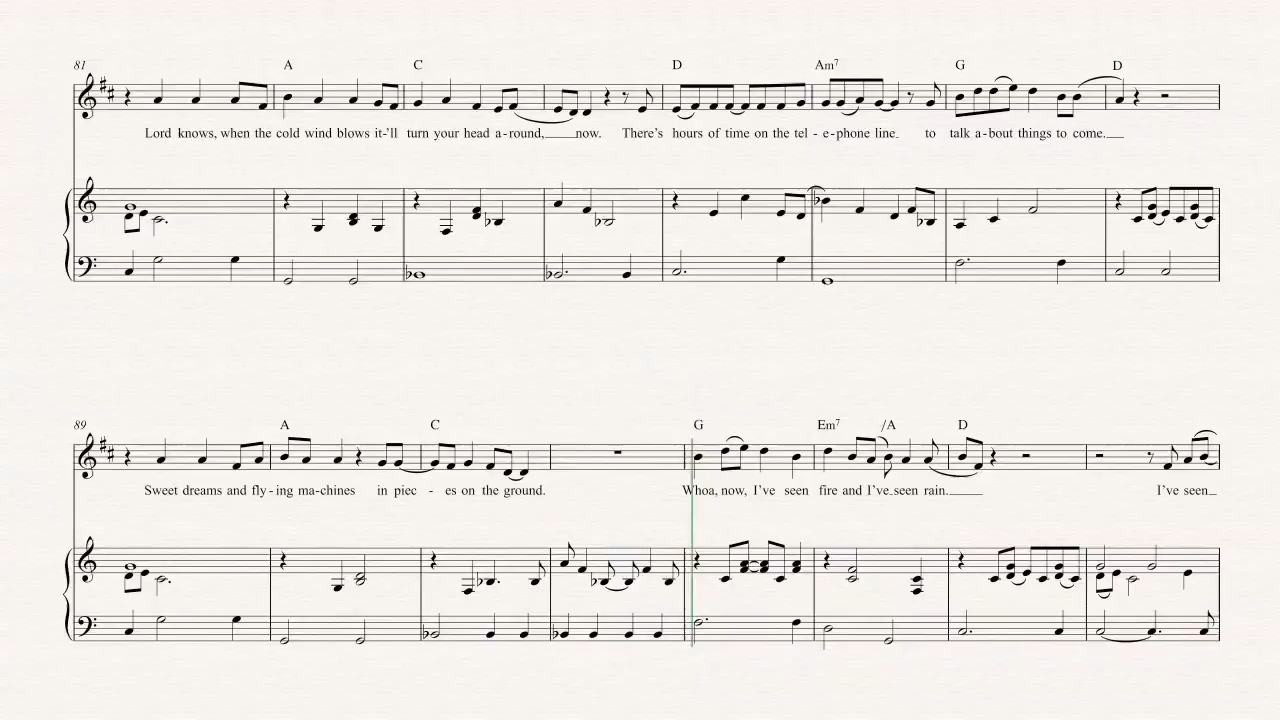 81 A C D Am7 G D
Lord knows, when the cold wind blows it-'ll turn your head a-round, now. There's hours of time on the tel-e-phone line to talk a-bout things to come.
89 A C G Em7 /A D
Sweet dreams and fly-ing ma-chines in piec-es on the ground. Whoa, now, I've seen fire and I've seen rain. I've seen